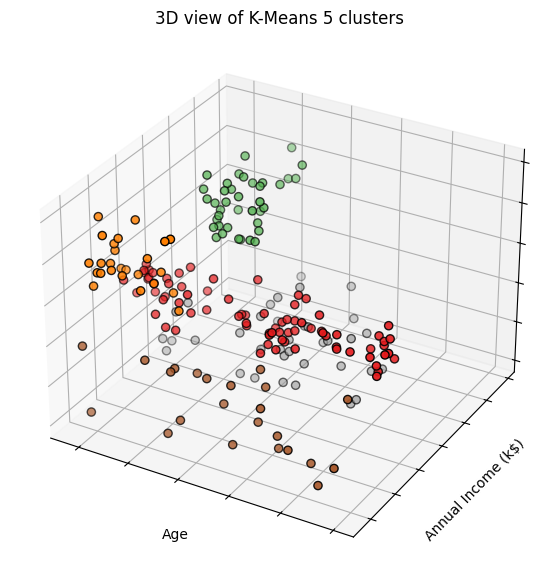 3D view of K-Means 5 clusters
Age
Annual Income (k$)